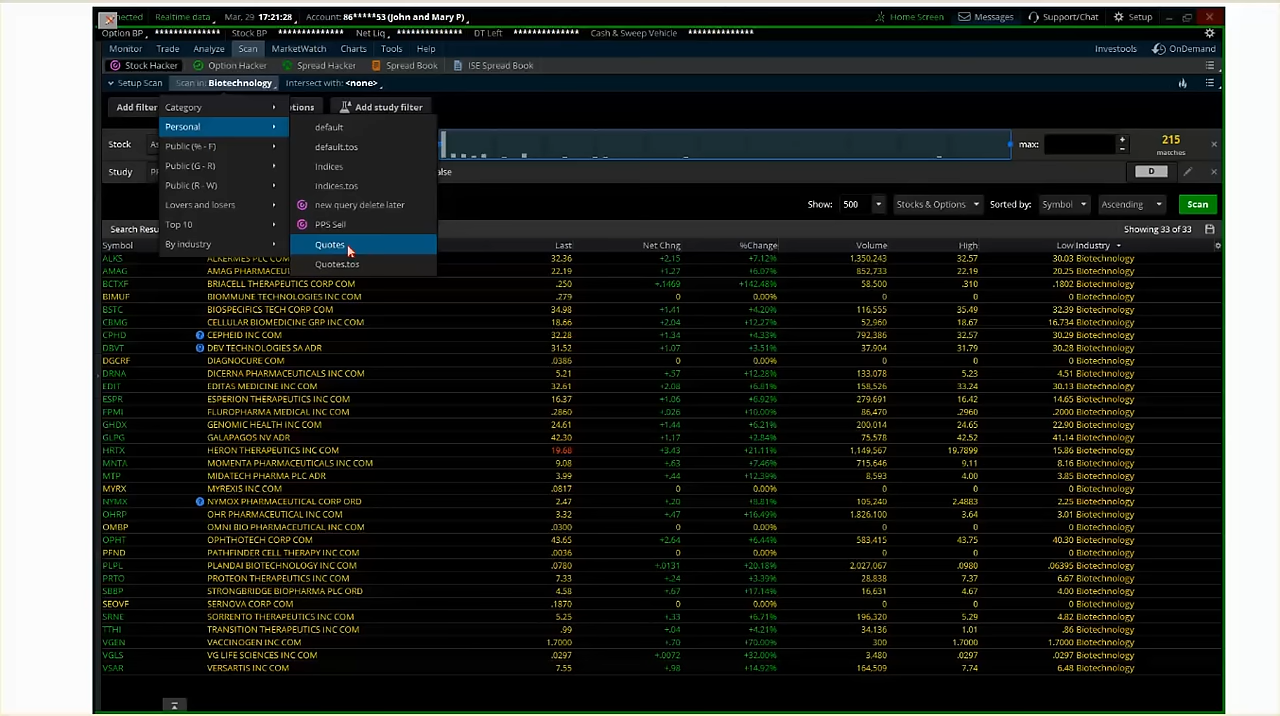 nected Realtime data Mar, 29 17:21:28 Account: 86*****53 (John and Mary P) Home Screen Messages Support/Chat Setup
Option BP ************** Stock BP ************** Net Liq ************** DT Left ************** Cash & Sweep Vehicle **************
Monitor Trade Analyze Scan MarketWatch Charts Tools Help Investools OnDemand
Stock Hacker Option Hacker Spread Hacker Spread Book ISE Spread Book
Setup Scan Scan in: Biotechnology Intersect with: <none>
Add filter Category otions Add study filter
Personal default
Stock Public (% - F) default.tos max: 215
matches
Study Public (G - R) Indices alse D
Public (R - W) Indices.tos
Lovers and losers new query delete later Show: 500 Stocks & Options Sorted by: Symbol Ascending Scan
Top 10 PPS Sell
Search Resu Showing 33 of 33
Symbol By industry Quotes Last Net Chng %Change Volume High Low Industry
ALKS ALKERMES PLC COM 32.36 +2.15 +7.12% 1,350,243 32.57 30.03 Biotechnology
Quotes.tos
AMAG AMAG PHARMACEU 22.19 +1.27 +6.07% 852,733 22.19 20.25 Biotechnology
BCTXF BRIACELL THERAPEUTICS CORP COM .250 +.1469 +142.48% 58,500 .310 .1802 Biotechnology
BIMUF BIOMMUNE TECHNOLOGIES INC COM .279 0 0.00% 0 0 0 Biotechnology
BSTC BIOSPECIFICS TECH CORP COM 34.98 +1.41 +4.20% 116,555 35.49 32.39 Biotechnology
CBMG CELLULAR BIOMEDICINE GRP INC COM 18.66 +2.04 +12.27% 52,960 18.67 16.734 Biotechnology
CPHD CEPHEID INC COM 32.57 +1.34 +4.33% 792,386 32.57 30.29 Biotechnology
DBVT DBV TECHNOLOGIES SA ADR 31.52 +1.07 +3.51% 37,904 31.79 30.28 Biotechnology
DGCRF DIAGNOCURE COM .0386 0 0.00% 0 0 0 Biotechnology
DRNA DICERNA PHARMACEUTICALS INC COM 5.21 +.57 +12.28% 133,078 5.23 4.51 Biotechnology
EDIT EDITAS MEDICINE INC COM 32.61 +2.08 +6.81% 158,526 33.24 30.13 Biotechnology
ESPR ESPERION THERAPEUTICS INC COM 16.37 +1.06 +6.92% 279,691 16.42 14.65 Biotechnology
FPMI FLUROPHARMA MEDICAL INC COM .2860 +.026 +10.00% 86,470 .2960 .2000 Biotechnology
GHDX GENOMIC HEALTH INC COM 24.61 +1.44 +6.21% 200,014 24.65 22.90 Biotechnology
GLPG GALAPAGOS NV ADR 42.30 +1.17 +2.84% 75,578 42.52 41.14 Biotechnology
HRTX HERON THERAPEUTICS INC COM 19.68 +3.43 +21.11% 1,149,567 19.7899 15.86 Biotechnology
MNTA MOMENTA PHARMACEUTICALS INC COM 9.08 +.63 +7.46% 715,646 9.11 8.16 Biotechnology
MTP MIDATECH PHARMA PLC ADR 3.99 +.44 +12.39% 8,593 4.00 3.85 Biotechnology
MYRX MYREXIS INC COM .0817 0 0.00% 0 0 0 Biotechnology
NYMX NYMOX PHARMACEUTICAL CORP ORD 2.47 +.20 +8.81% 105,240 2.4883 2.25 Biotechnology
OHRP OHR PHARMACEUTICAL INC COM 3.32 +.47 +16.49% 1,826,100 3.64 3.01 Biotechnology
OMBP OMNI BIO PHARMACEUTICAL INC COM .0300 0 0.00% 0 0 0 Biotechnology
OPHT OPHTHOTECH CORP COM 43.65 +2.64 +6.44% 583,415 43.75 40.30 Biotechnology
PFND PATHFINDER CELL THERAPY INC COM .0036 0 0.00% 0 0 0 Biotechnology
PLPL PLANDAI BIOTECHNOLOGY INC COM .0780 +.0131 +20.18% 2,027,067 .0980 .06395 Biotechnology
PRTO PROTEON THERAPEUTICS INC COM 7.33 +.24 +3.39% 28,838 7.37 6.67 Biotechnology
SBBP STRONGBRIDGE BIOPHARMA PLC ORD 4.58 +.67 +17.14% 16,631 4.67 4.00 Biotechnology
SEOVF SERNOVA CORP COM .1870 0 0.00% 0 0 0 Biotechnology
SRNE SORRENTO THERAPEUTICS INC COM 5.25 +.33 +6.71% 196,320 5.29 4.82 Biotechnology
TTHI TRANSITION THERAPEUTICS INC COM .99 +.04 +4.21% 34,136 1.01 .86 Biotechnology
VGEN VACCINOGEN INC COM 1.7000 +.70 +70.00% 300 1.7000 1.7000 Biotechnology
VGLS VG LIFE SCIENCES INC COM .0297 +.0072 +32.00% 3,480 .0297 .0297 Biotechnology
VSAR VERSARTIS INC COM 7.55 +.98 +14.92% 164,509 7.74 6.48 Biotechnology